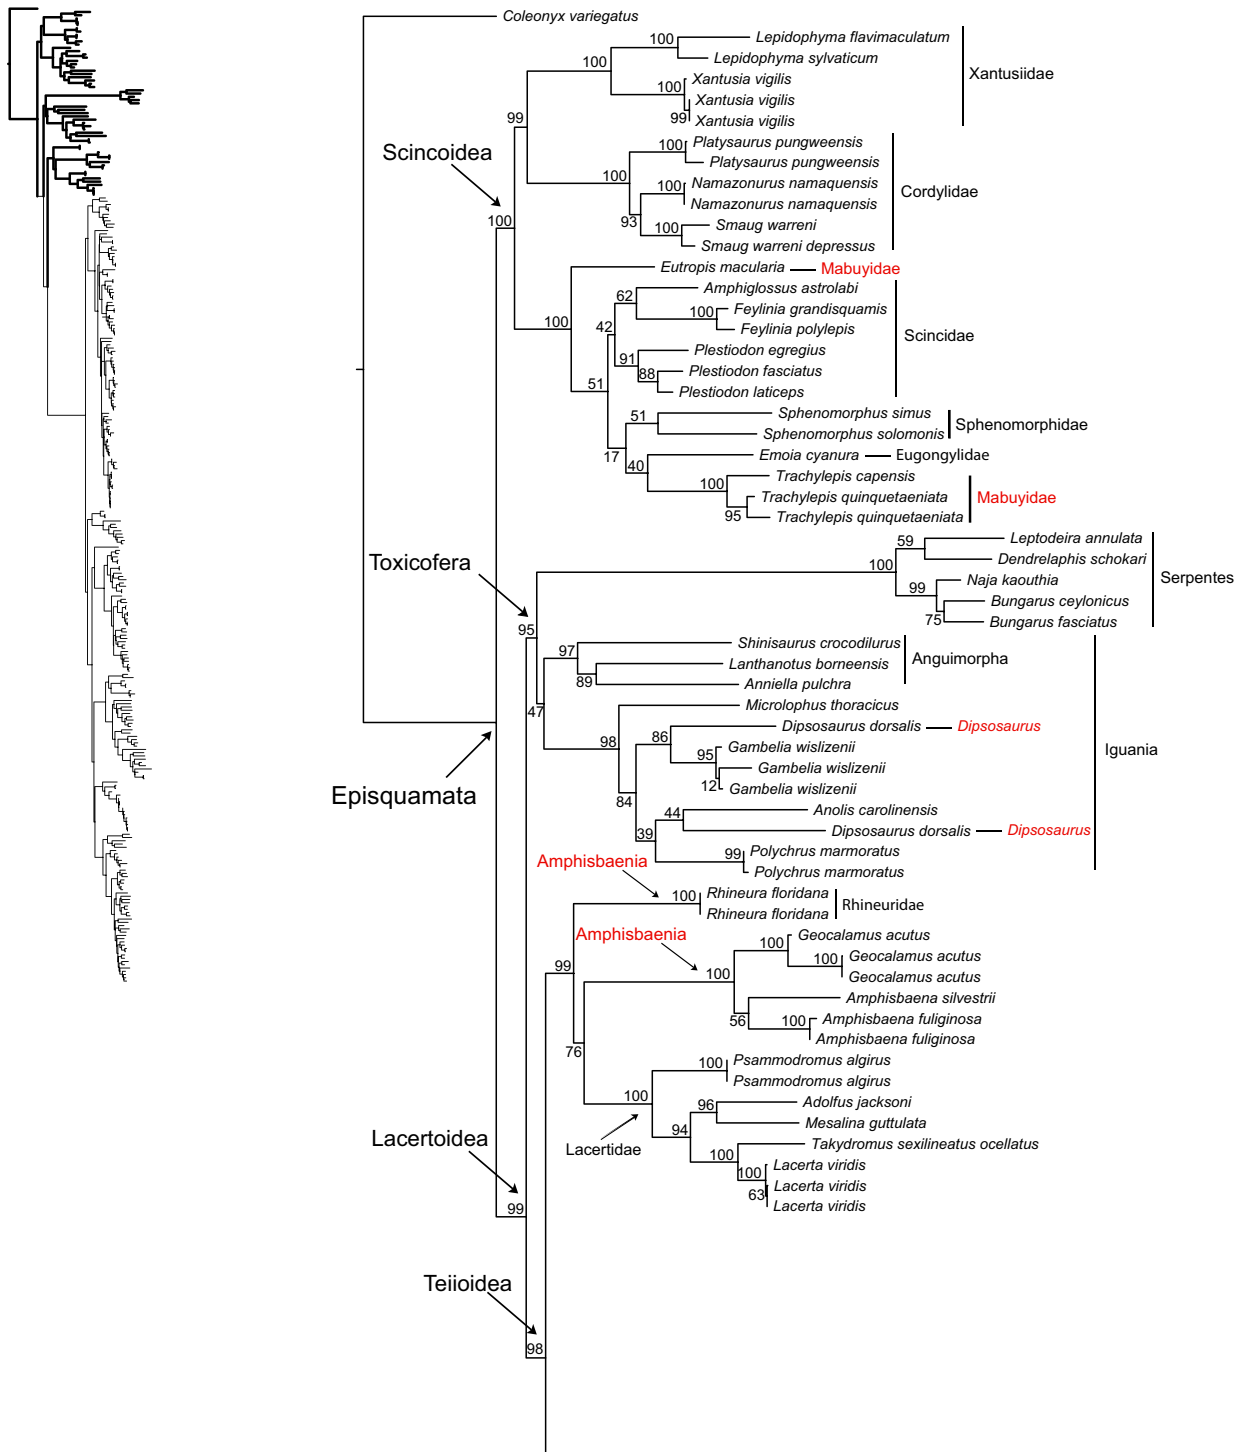 Coleonyx variegatus
100
Lepidophyma flavimaculatum
Lepidophyma sylvaticum
100
Xantusiidae
100
Xantusia vigilis
Xantusia vigilis
99
Xantusia vigilis
99
Scincoidea
100
Platysaurus pungweensis
Platysaurus pungweensis
100
100
Namazonurus namaquensis
Cordylidae
Namazonurus namaquensis
93
100
Smaug warreni
Smaug warreni depressus
100
Eutropis macularia
Mabuyidae
62
Amphiglossus astrolabi
100
Feylinia grandisquamis
100
42
Feylinia polylepis
Scincidae
91
Plestiodon egregius
88
Plestiodon fasciatus
51
Plestiodon laticeps
51
Sphenomorphus simus
Sphenomorphidae
Sphenomorphus solomonis
17
Emoia cyanura
Eugongylidae
40
100
Trachylepis capensis
Trachylepis quinquetaeniata
Mabuyidae
95
Trachylepis quinquetaeniata
59
Leptodeira annulata
Toxicofera
100
Dendrelaphis schokari
Serpentes
99
Naja kaouthia
Bungarus ceylonicus
75
Bungarus fasciatus
95
97
Shinisaurus crocodilurus
Anguimorpha
Lanthanotus borneensis
89
Anniella pulchra
47
Microlophus thoracicus
98
86
Dipsosaurus dorsalis
Dipsosaurus
95
Gambelia wislizenii
Iguania
Gambelia wislizenii
12
Gambelia wislizenii
Episquamata
84
44
Anolis carolinensis
39
Dipsosaurus dorsalis
Dipsosaurus
99
Polychrus marmoratus
Polychrus marmoratus
Amphisbaenia
100
Rhineura floridana
Rhineuridae
Rhineura floridana
Amphisbaenia
100
Geocalamus acutus
99
100
100
Geocalamus acutus
Geocalamus acutus
Amphisbaena silvestrii
56
100
Amphisbaena fuliginosa
Amphisbaena fuliginosa
76
100
Psammodromus algirus
Psammodromus algirus
100
96
Adolfus jacksoni
Mesalina guttulata
94
Lacertoidea
Lacertidae
Takydromus sexilineatus ocellatus
100
100
Lacerta viridis
Lacerta viridis
63
Lacerta viridis
99
Teiioidea
98